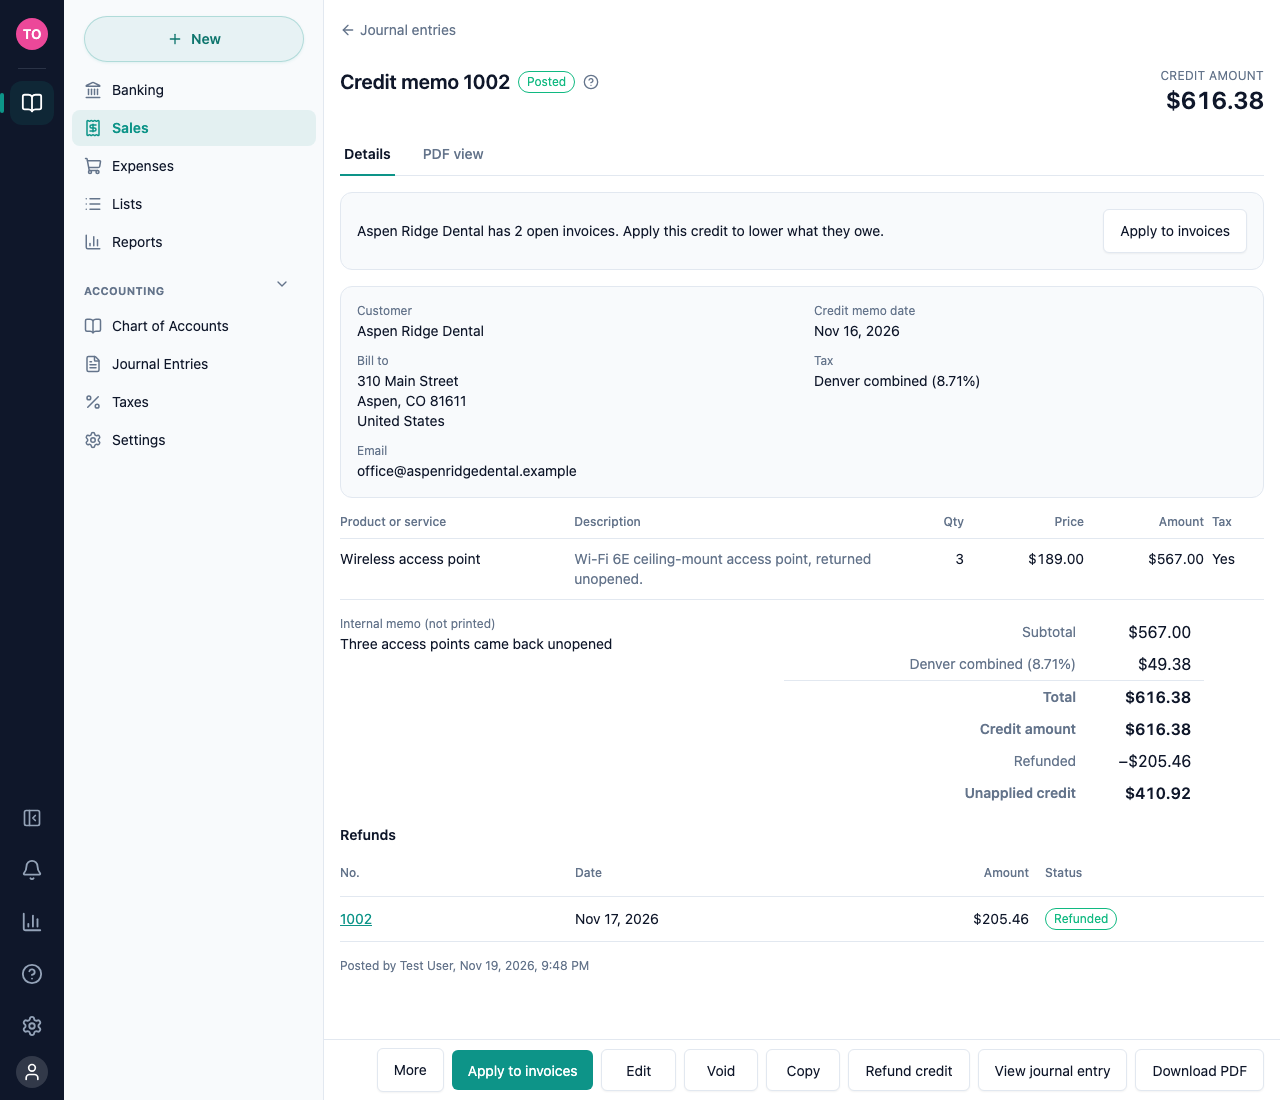 TO
New
Banking
Sales
Expenses
Lists
Reports
ACCOUNTING
Chart of Accounts
Journal Entries
Taxes
Settings
Journal entries
Credit memo 1002 Posted
CREDIT AMOUNT
$616.38
Details PDF view
Aspen Ridge Dental has 2 open invoices. Apply this credit to lower what they owe. Apply to invoices
Customer
Aspen Ridge Dental
Credit memo date
Nov 16, 2026
Bill to
310 Main Street
Aspen, CO 81611
United States
Tax
Denver combined (8.71%)
Email
office@aspenridgedental.example
Product or service Description Qty Price Amount Tax
Wireless access point Wi-Fi 6E ceiling-mount access point, returned 3 $189.00 $567.00 Yes
unopened.
Internal memo (not printed)
Three access points came back unopened
Subtotal $567.00
Denver combined (8.71%) $49.38
Total $616.38
Credit amount $616.38
Refunded –$205.46
Unapplied credit $410.92
Refunds
No. Date Amount Status
1002 Nov 17, 2026 $205.46 Refunded
Posted by Test User, Nov 19, 2026, 9:48 PM
More Apply to invoices Edit Void Copy Refund credit View journal entry Download PDF